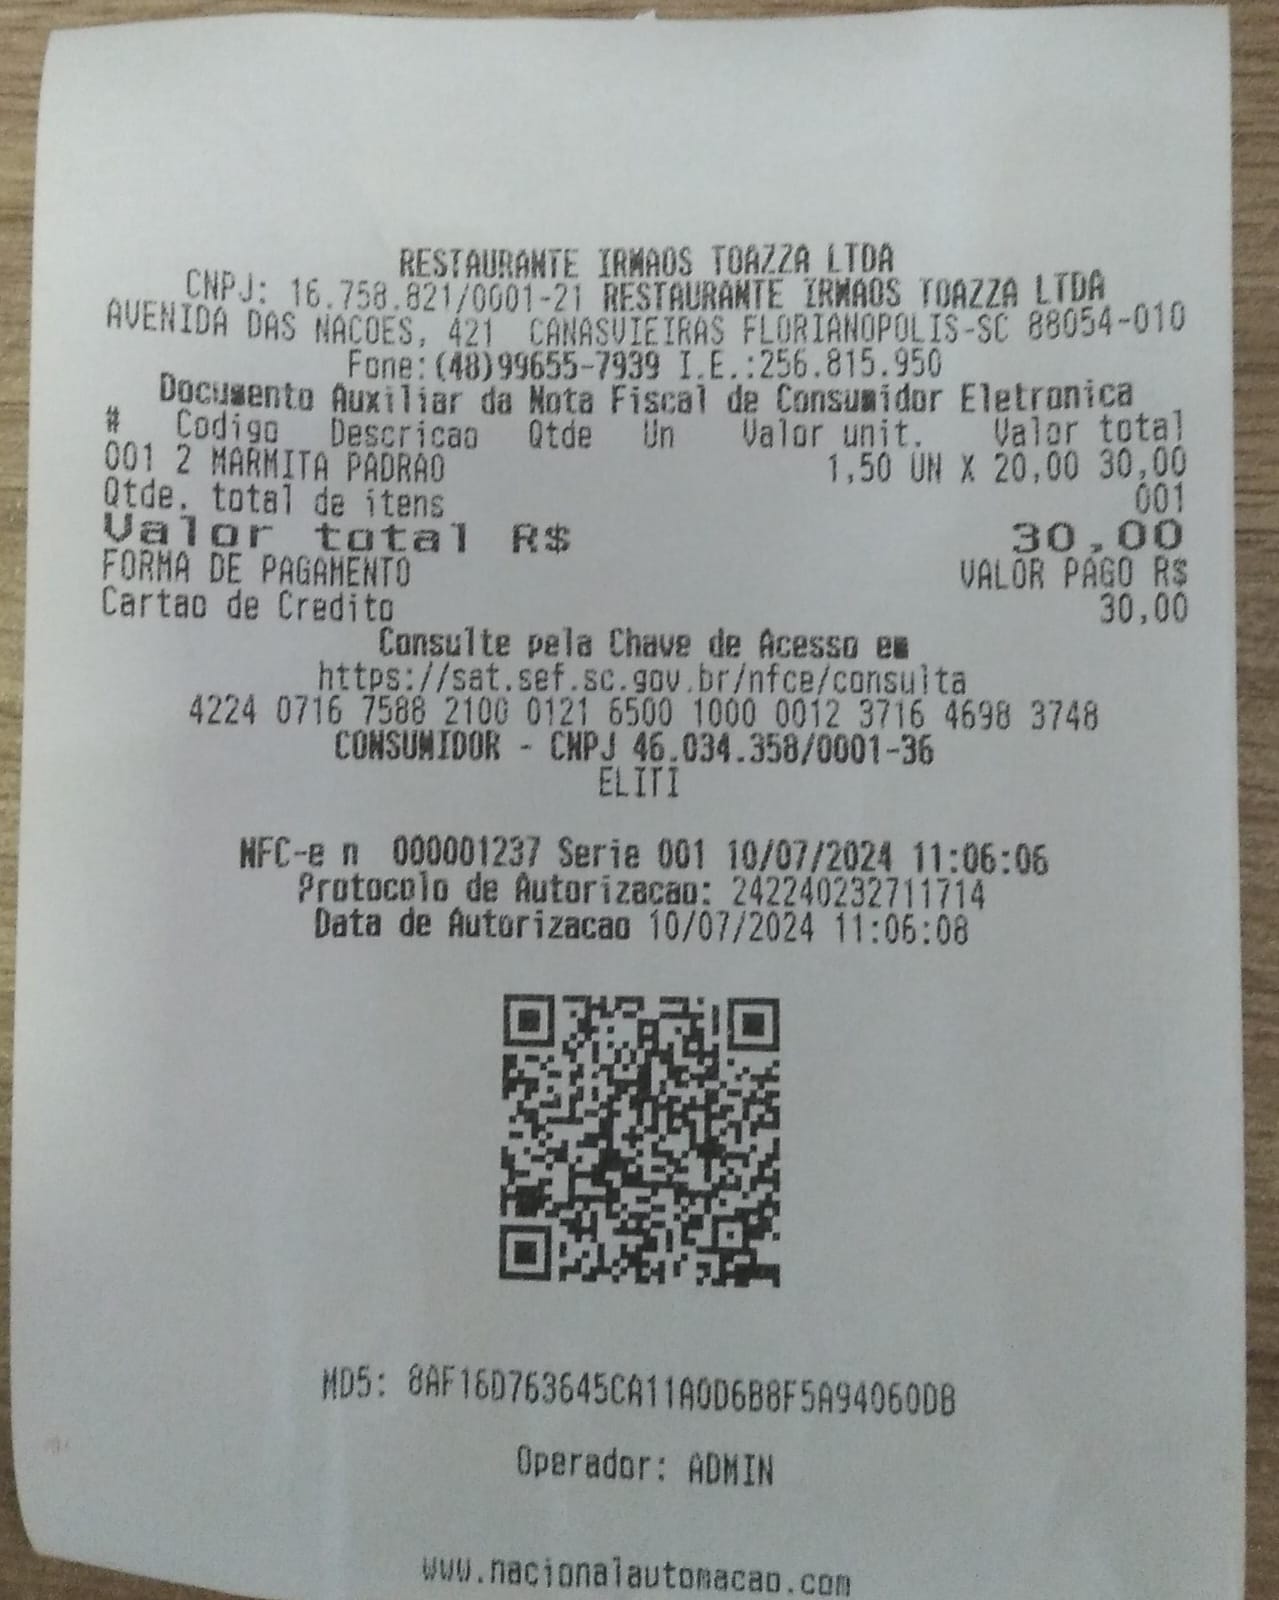 RESTAURANTE IRMAOS TOAZZA LTDA
CNPJ: 16.758.821/0001-21 RESTAURANTE IRMAOS TOAZZA LTDA
AVENIDA DAS NACOES, 421 CANASVIEIRAS FLORIANOPOLIS-SC 88054-010
Fone:(48)99655-7939 I.E.:256.815.950
Documento Auxiliar da Nota Fiscal de Consumidor Eletronica
# Codigo Descricao Qtde Un Valor unit. Valor total
001 2 MARMITA PADRAO 1,50 UN X 20,00 30,00
Qtde. total de itens 001
Valor total R$ 30,00
FORMA DE PAGAMENTO VALOR PAGO R$
Cartao de Credito 30,00
Consulte pela Chave de Acesso em
https://sat.sef.sc.gov.br/nfce/consulta
4224 0716 7588 2100 0121 6500 1000 0012 3716 4698 3748
CONSUMIDOR - CNPJ 46.034.358/0001-36
ELITI
NFC-e n 000001237 Serie 001 10/07/2024 11:06:06
Protocolo de Autorizacao: 242240232711714
Data de Autorizacao 10/07/2024 11:06:08
MD5: 8AF16D763645CA11A0D6B8F5A94060DB
Operador: ADMIN
www.nacionalautomacao.com